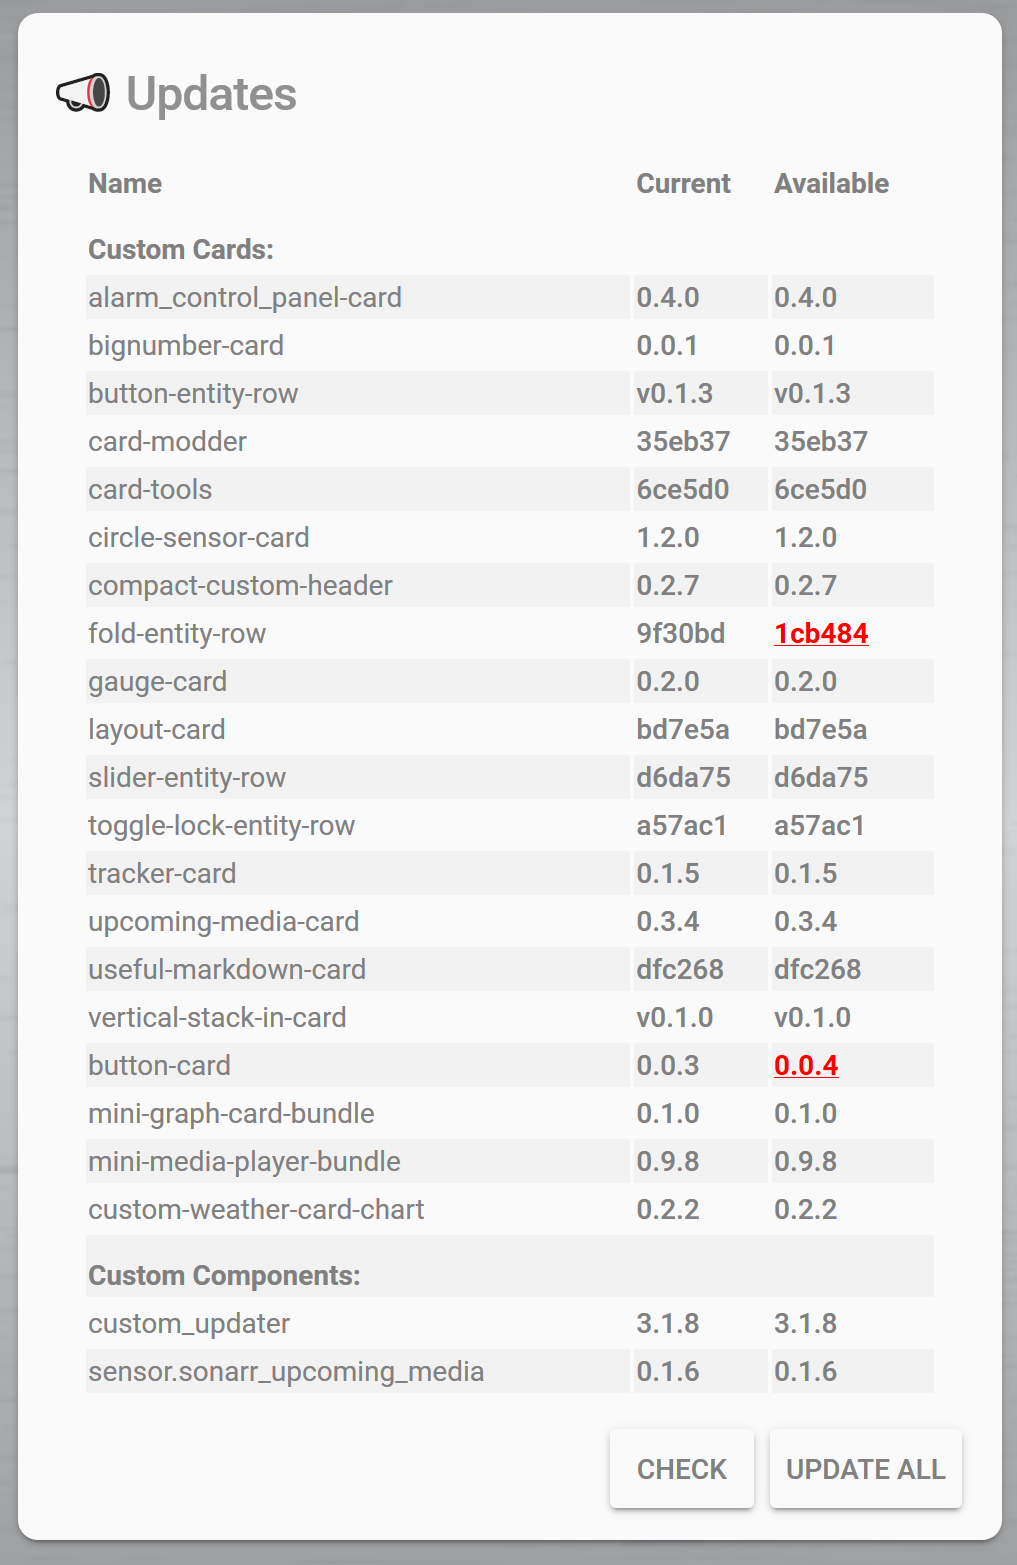 Updates
Name Current Available
Custom Cards:
alarm_control_panel-card 0.4.0 0.4.0
bignumber-card 0.0.1 0.0.1
button-entity-row v0.1.3 v0.1.3
card-modder 35eb37 35eb37
card-tools 6ce5d0 6ce5d0
circle-sensor-card 1.2.0 1.2.0
compact-custom-header 0.2.7 0.2.7
fold-entity-row 9f30bd 1cb484
gauge-card 0.2.0 0.2.0
layout-card bd7e5a bd7e5a
slider-entity-row d6da75 d6da75
toggle-lock-entity-row a57ac1 a57ac1
tracker-card 0.1.5 0.1.5
upcoming-media-card 0.3.4 0.3.4
useful-markdown-card dfc268 dfc268
vertical-stack-in-card v0.1.0 v0.1.0
button-card 0.0.3 0.0.4
mini-graph-card-bundle 0.1.0 0.1.0
mini-media-player-bundle 0.9.8 0.9.8
custom-weather-card-chart 0.2.2 0.2.2
Custom Components:
custom_updater 3.1.8 3.1.8
sensor.sonarr_upcoming_media 0.1.6 0.1.6
CHECK UPDATE ALL